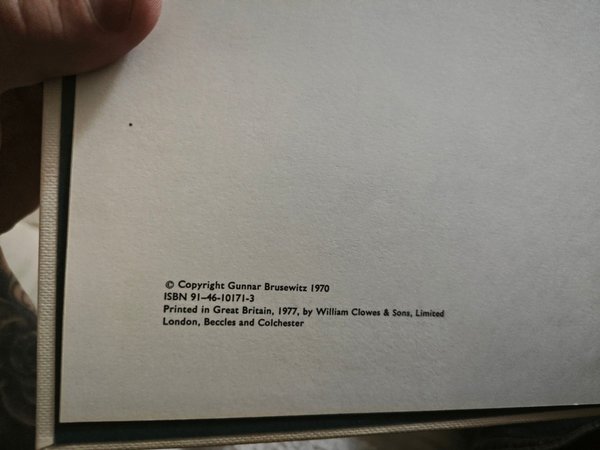 © Copyright Gunnar Brusewitz 1970
ISBN 91–46-10171-3
Printed in Great Britain, 1977, by William Clowes & Sons, Limited
London, Beccles and Colchester